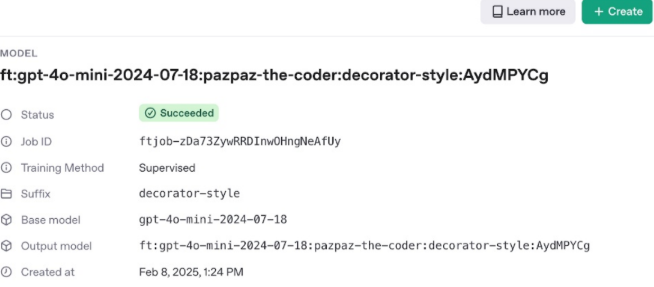 Learn more
+ Create
MODEL
ft:gpt-4o-mini-2024-07-18:pazpaz-the-coder:decorator-style:AydMPYCg
Status Succeeded
Job ID ftjob-zDa73ZywRRDInwOHngNeAfUy
Training Method Supervised
Suffix decorator-style
Base model gpt-4o-mini-2024-07-18
Output model ft:gpt-4o-mini-2024-07-18:pazpaz-the-coder:decorator-style:AydMPYCg
Created at Feb 8, 2025, 1:24 PM